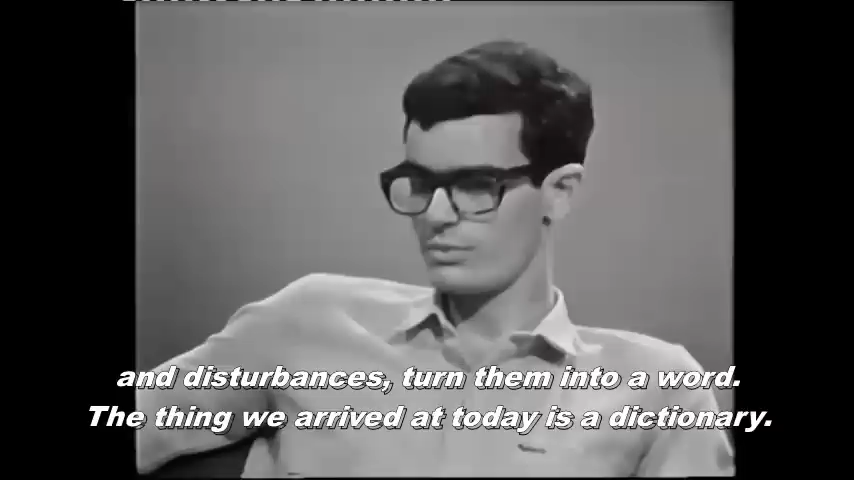 and disturbances, turn them into a word.
The thing we arrived at today is a dictionary.